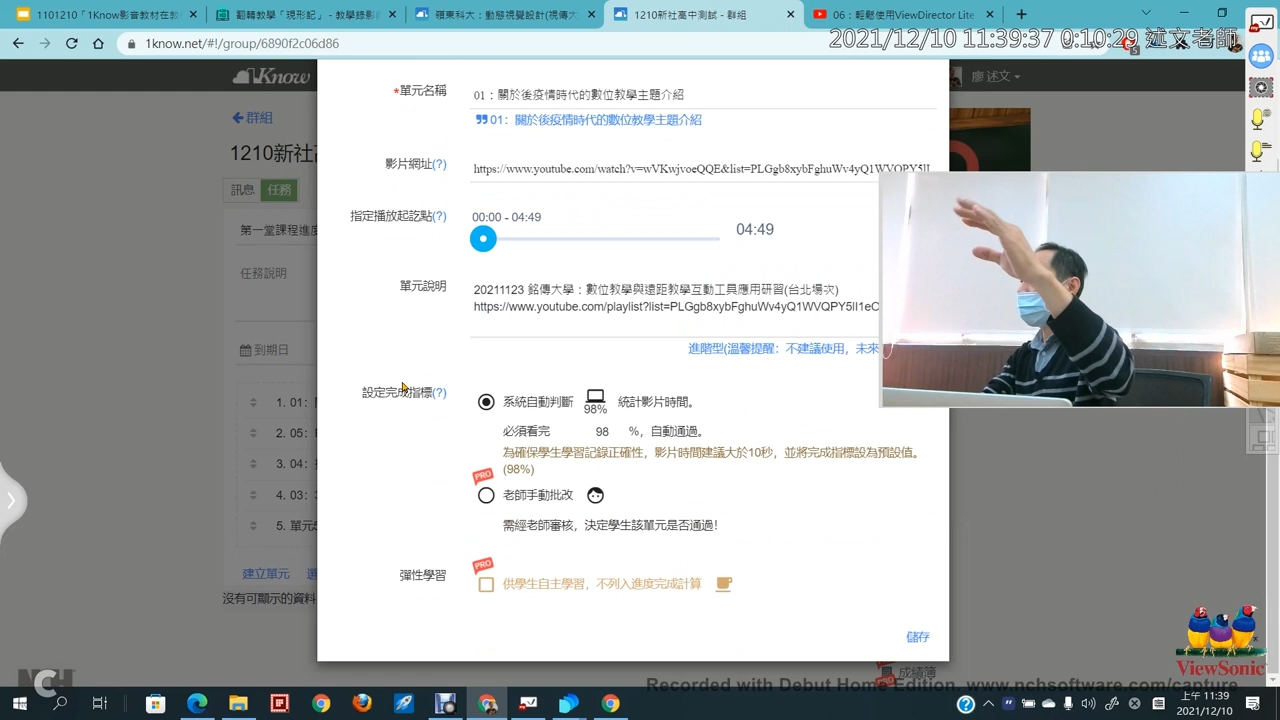 1101210「1Know影音教材在教
翻轉教學「現形記」- 教學錄影
嶺東科大：動態視覺設計(視傳大
1210新社高中測試 - 群組
06：輕鬆使用ViewDirector Lite
1know.net/#!/group/6890f2c06d86
2021/12/10 11:39:37 0:10:29 述文老師
1Know
廖 述文
群組
1210新社
訊息
任務
第一堂課程進度
任務說明
到期日
1. 01：
2. 05：
3. 04：
4. 03：
5. 單元5
建立單元
沒有可顯示的資料
*單元名稱
01：關於後疫情時代的數位教學主題介紹
01：關於後疫情時代的數位教學主題介紹
影片網址(?)
https://www.youtube.com/watch?v=wVKwjvoeQQE&list=PLGgb8xybFghuWv4yQ1WVQPY5lI
指定播放起訖點(?)
00:00 - 04:49
04:49
單元說明
20211123 銘傳大學：數位教學與遠距教學互動工具應用研習(台北場次)
https://www.youtube.com/playlist?list=PLGgb8xybFghuWv4yQ1WVQPY5lI1eC
進階型(溫馨提醒：不建議使用，未來
設定完成指標(?)
系統自動判斷 98% 統計影片時間。
必須看完 98 %，自動通過。
為確保學生學習記錄正確性，影片時間建議大於10秒，並將完成指標設為預設值。
(98%)
PRO
老師手動批改
需經老師審核，決定學生該單元是否通過！
PRO
彈性學習
供學生自主學習，不列入進度完成計算
儲存
成績簿
PRO
ViewSonic
NCH
Recorded with Debut Home Edition. www.nchsoftware.com/capture
上午 11:39
2021/12/10